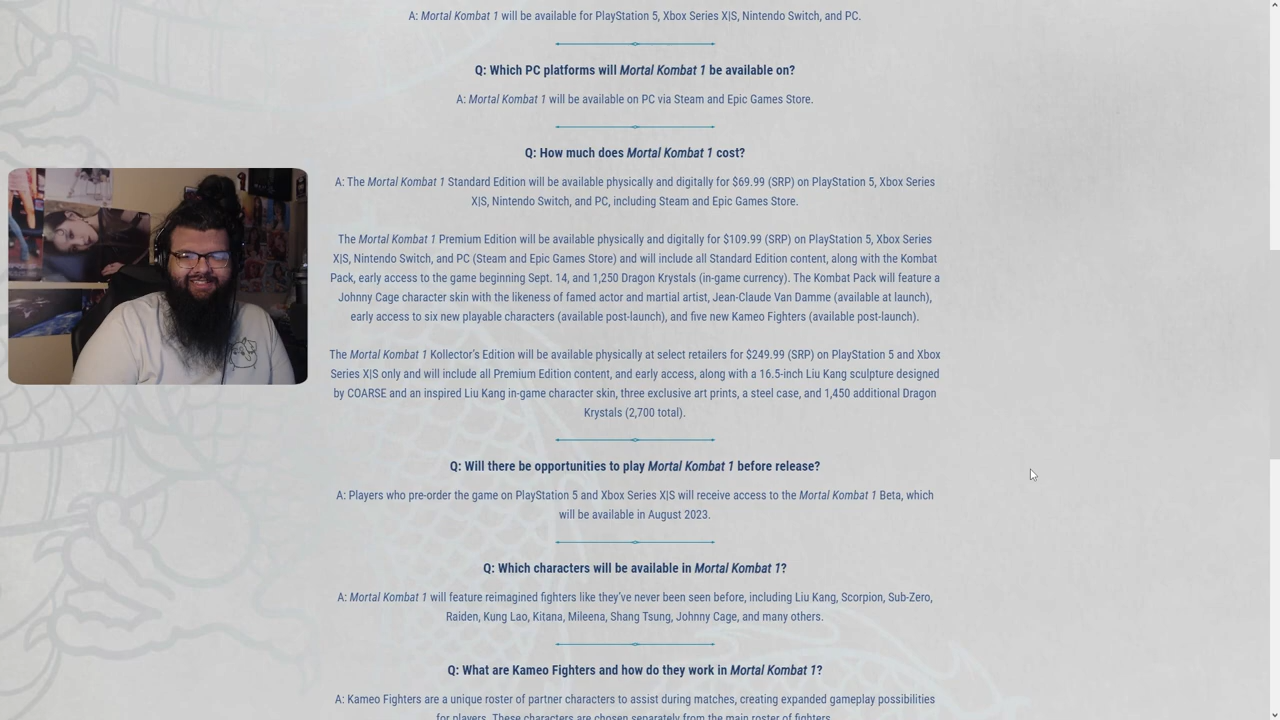 A: Mortal Kombat 1 will be available for PlayStation 5, Xbox Series X|S, Nintendo Switch, and PC.
Q: Which PC platforms will Mortal Kombat 1 be available on?
A: Mortal Kombat 1 will be available on PC via Steam and Epic Games Store.
Q: How much does Mortal Kombat 1 cost?
A: The Mortal Kombat 1 Standard Edition will be available physically and digitally for $69.99 (SRP) on PlayStation 5, Xbox Series
X|S, Nintendo Switch, and PC, including Steam and Epic Games Store.
The Mortal Kombat 1 Premium Edition will be available physically and digitally for $109.99 (SRP) on PlayStation 5, Xbox Series
X|S, Nintendo Switch, and PC (Steam and Epic Games Store) and will include all Standard Edition content, along with the Kombat
Pack, early access to the game beginning Sept. 14, and 1,250 Dragon Krystals (in-game currency). The Kombat Pack will feature a
Johnny Cage character skin with the likeness of famed actor and martial artist, Jean-Claude Van Damme (available at launch),
early access to six new playable characters (available post-launch), and five new Kameo Fighters (available post-launch).
The Mortal Kombat 1 Kollector's Edition will be available physically at select retailers for $249.99 (SRP) on PlayStation 5 and Xbox
Series X|S only and will include all Premium Edition content, and early access, along with a 16.5-inch Liu Kang sculpture designed
by COARSE and an inspired Liu Kang in-game character skin, three exclusive art prints, a steel case, and 1,450 additional Dragon
Krystals (2,700 total).
Q: Will there be opportunities to play Mortal Kombat 1 before release?
A: Players who pre-order the game on PlayStation 5 and Xbox Series X|S will receive access to the Mortal Kombat 1 Beta, which
will be available in August 2023.
Q: Which characters will be available in Mortal Kombat 1?
A: Mortal Kombat 1 will feature reimagined fighters like they've never been seen before, including Liu Kang, Scorpion, Sub-Zero,
Raiden, Kung Lao, Kitana, Mileena, Shang Tsung, Johnny Cage, and many others.
Q: What are Kameo Fighters and how do they work in Mortal Kombat 1?
A: Kameo Fighters are a unique roster of partner characters to assist during matches, creating expanded gameplay possibilities
for players. These characters are chosen separately from the main roster of fighters.